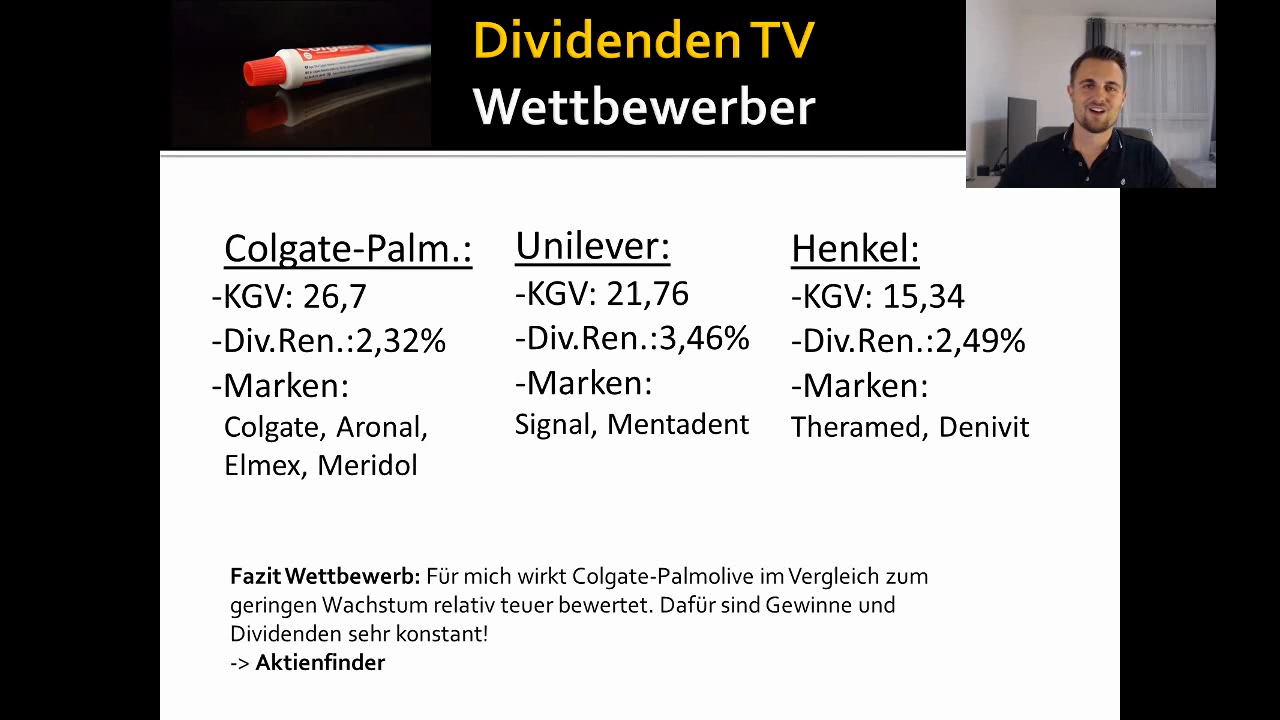 Dividenden TV
Wettbewerber
Colgate-Palm.:
-KGV: 26,7
-Div.Ren.:2,32%
-Marken:
Colgate, Aronal,
Elmex, Meridol
Unilever:
-KGV: 21,76
-Div.Ren.:3,46%
-Marken:
Signal, Mentadent
Henkel:
-KGV: 15,34
-Div.Ren.:2,49%
-Marken:
Theramed, Denivit
Fazit Wettbewerb: Für mich wirkt Colgate-Palmolive im Vergleich zum
geringen Wachstum relativ teuer bewertet. Dafür sind Gewinne und
Dividenden sehr konstant!
-> Aktienfinder